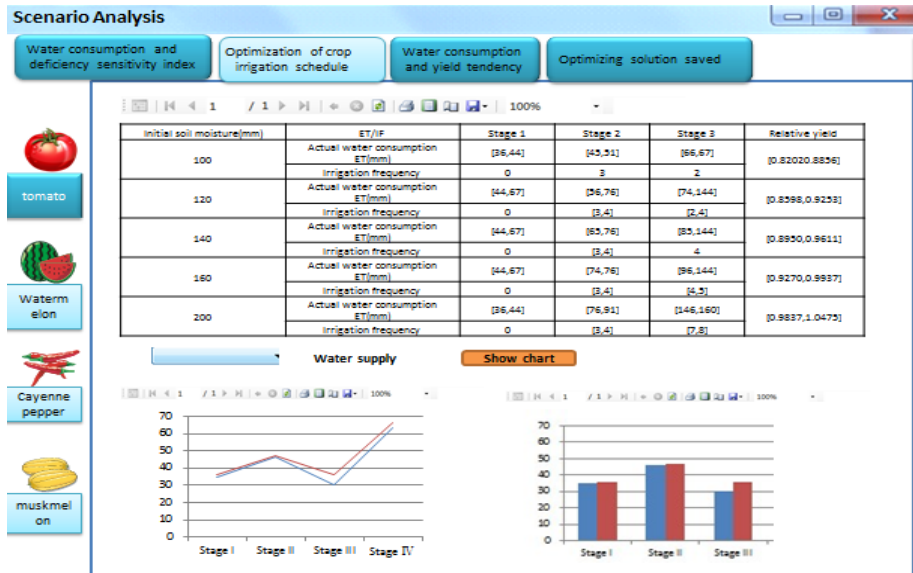 Scenario Analysis
Water consumption and
deficiency sensitivity index
Optimization of crop
irrigation schedule
Water consumption
and yield tendency
Optimizing solution saved
1 / 1 100%
Initial soil moisture(mm) ET/IF Stage 1 Stage 2 Stage 3 Relative yield
100 Actual water consumption ET(mm) [36,44] [45,51] [66,67] [0.82020.8856]
Irrigation frequency 0 3 2
120 Actual water consumption ET(mm) [44,67] [56,76] [74,144] [0.8598,0.9253]
Irrigation frequency 0 [3,4] [2,4]
140 Actual water consumption ET(mm) [44,67] [65,76] [85,144] [0.8950,0.9611]
Irrigation frequency 0 [3,4] 4
160 Actual water consumption ET(mm) [44,67] [74,76] [96,144] [0.9270,0.9937]
Irrigation frequency 0 [3,4] [4,5]
200 Actual water consumption ET(mm) [36,44] [76,91] [146,160] [0.9837,1.0475]
Irrigation frequency 0 [3,4] [7,8]
tomato
Waterm
elon
Cayenne
pepper
muskmel
on
Water supply
Show chart
1 / 1 100%
70
60
50
40
30
20
10
0
Stage I Stage II Stage III Stage IV
1 / 1 100%
70
60
50
40
30
20
10
0
Stage I Stage II Stage III